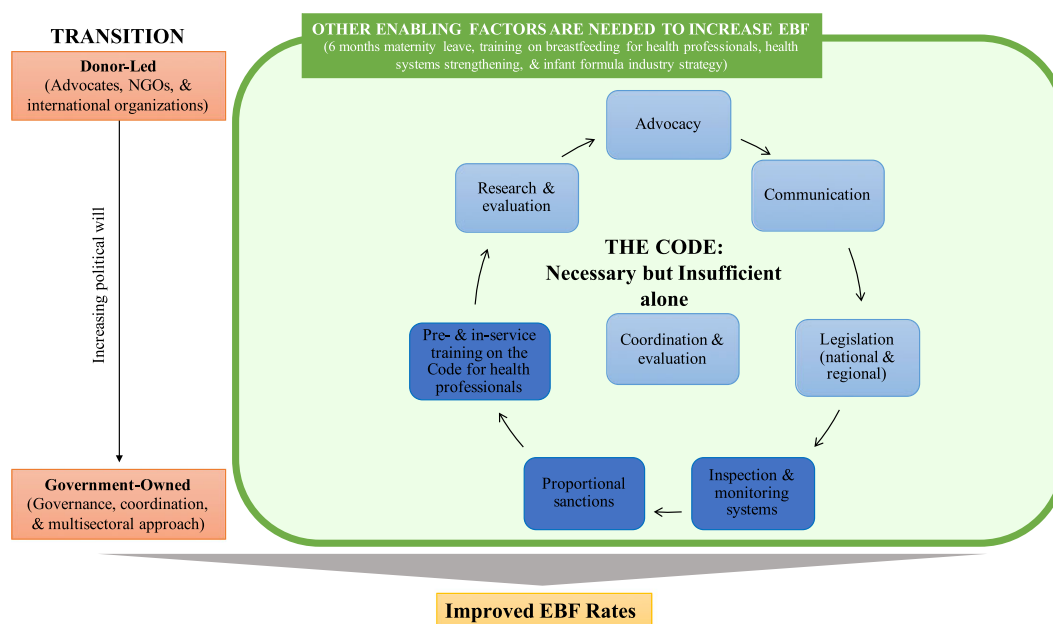 TRANSITION
Donor-Led
(Advocates, NGOs, &
international organizations)
Increasing political will
Government-Owned
(Governance, coordination,
& multisectoral approach)
OTHER ENABLING FACTORS ARE NEEDED TO INCREASE EBF
(6 months maternity leave, training on breastfeeding for health professionals, health
systems strengthening, & infant formula industry strategy)
Advocacy
Communication
Legislation
(national &
regional)
Inspection &
monitoring
systems
Proportional
sanctions
Pre- & in-service
training on the
Code for health
professionals
Research &
evaluation
THE CODE:
Necessary but Insufficient
alone
Coordination &
evaluation
Improved EBF Rates